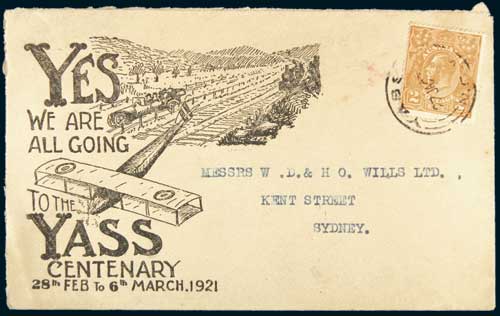 YES
WE ARE
ALL GOING
TO THE
YASS
CENTENARY
28th FEB To 6th MARCH. 1921
MESSRS W .D. & H O. WILLS LTD. ,
KENT STREET
SYDNEY.
YASS